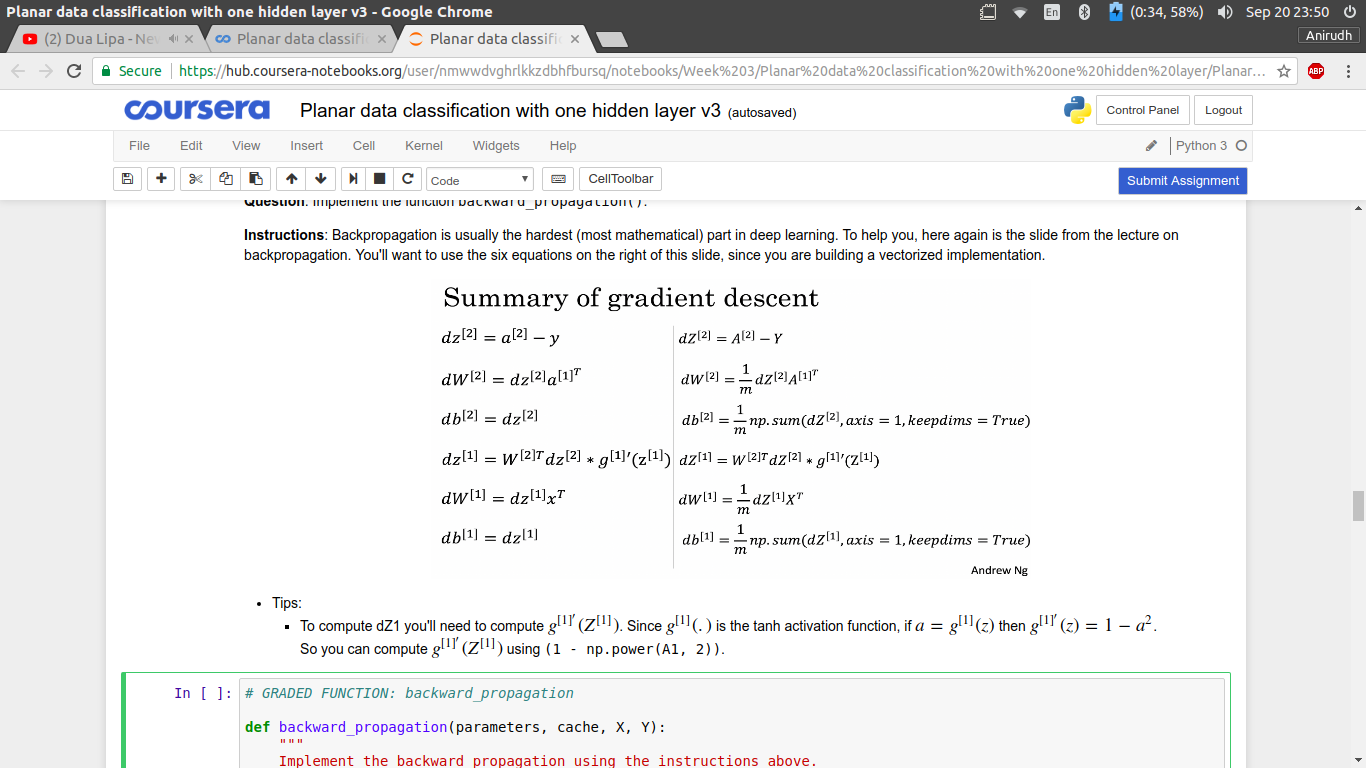 Planar data classification with one hidden layer v3 - Google Chrome
En (0:34, 58%) Sep 20 23:50
(2) Dua Lipa - Ne × Planar data classifi × Planar data classifi × Anirudh
Secure https://hub.coursera-notebooks.org/user/nmwwdvghrlkkzdbhfbursq/notebooks/Week%203/Planar%20data%20classification%20with%20one%20hidden%20layer/Planar... ABP
coursera Planar data classification with one hidden layer v3 (autosaved) Control Panel Logout
File Edit View Insert Cell Kernel Widgets Help Python 3
Code CellToolbar Submit Assignment
Question: Implement the function backward_propagation().
Instructions: Backpropagation is usually the hardest (most mathematical) part in deep learning. To help you, here again is the slide from the lecture on
backpropagation. You'll want to use the six equations on the right of this slide, since you are building a vectorized implementation.
Summary of gradient descent
dz[2] = a[2] − y
dW[2] = dz[2]a[1]T
db[2] = dz[2]
dz[1] = W[2]Tdz[2] ∗ g[1]′(z[1])
dW[1] = dz[1]xT
db[1] = dz[1]
dZ[2] = A[2] − Y
dW[2] = 1/m dZ[2]A[1]T
db[2] = 1/m np.sum(dZ[2], axis = 1, keepdims = True)
dZ[1] = W[2]TdZ[2] ∗ g[1]′(Z[1])
dW[1] = 1/m dZ[1]XT
db[1] = 1/m np.sum(dZ[1], axis = 1, keepdims = True)
Andrew Ng
• Tips:
▪ To compute dZ1 you'll need to compute g[1]′(Z[1]). Since g[1](.) is the tanh activation function, if a = g[1](z) then g[1]′(z) = 1 − a2.
So you can compute g[1]′(Z[1]) using (1 - np.power(A1, 2)).
In [ ]: # GRADED FUNCTION: backward_propagation
def backward_propagation(parameters, cache, X, Y):
"""
Implement the backward propagation using the instructions above.